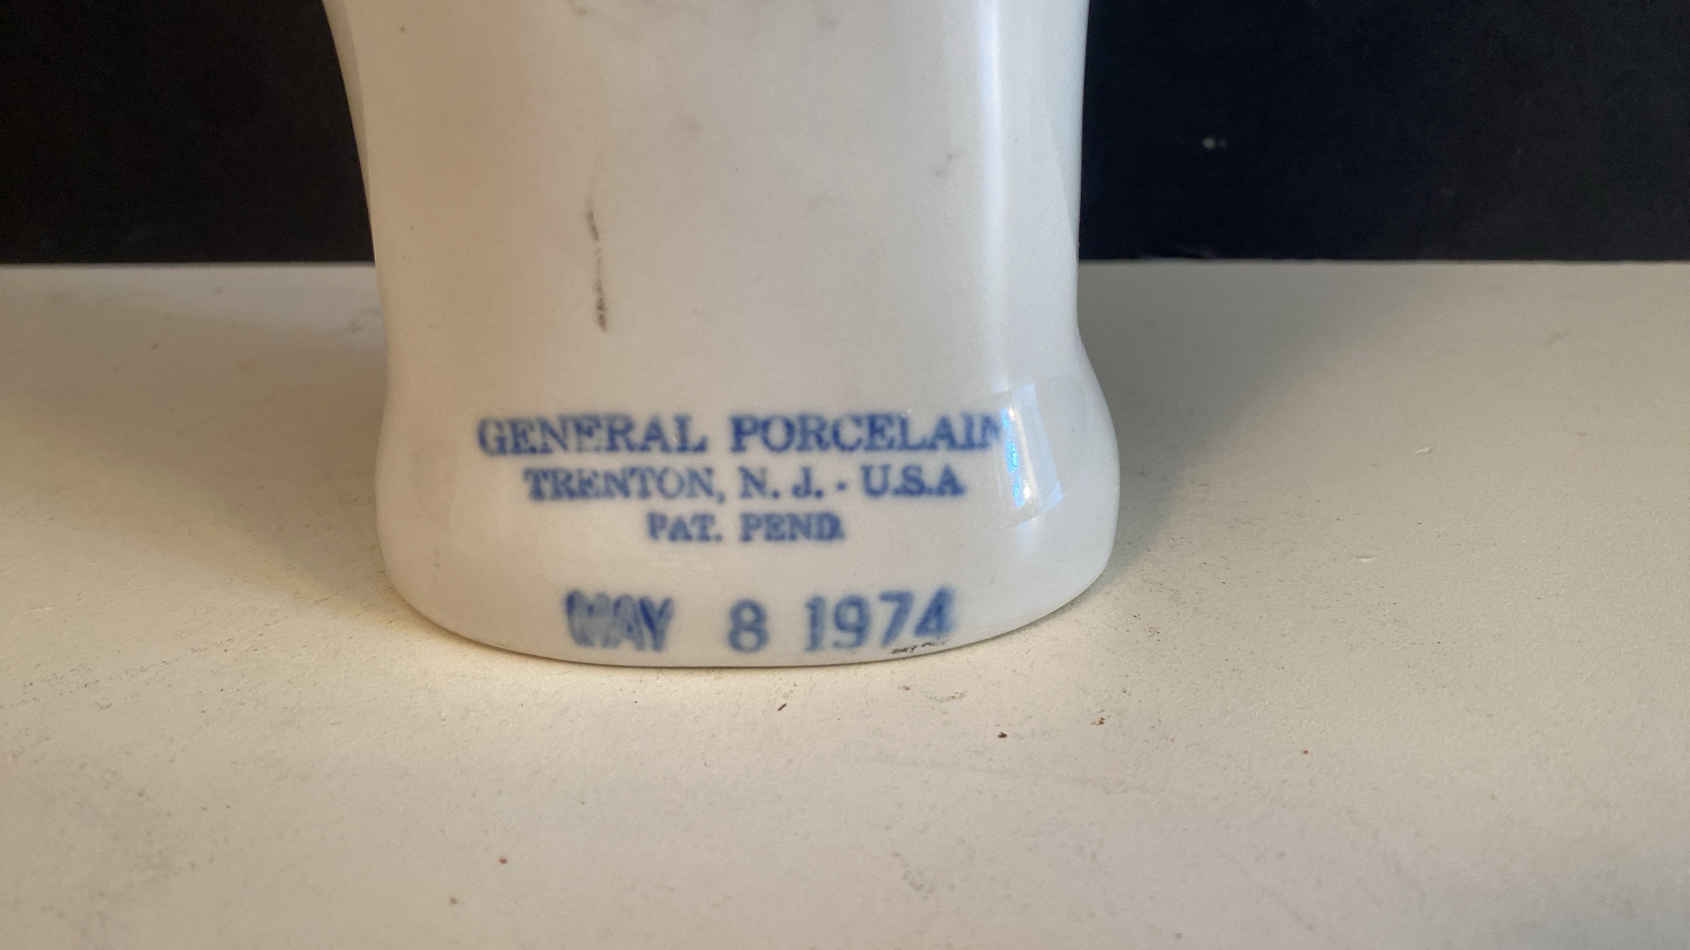 GENERAL PORCELAIN
TRENTON, N. J. - U.S.A
PAT. PEND.
MAY 8 1974